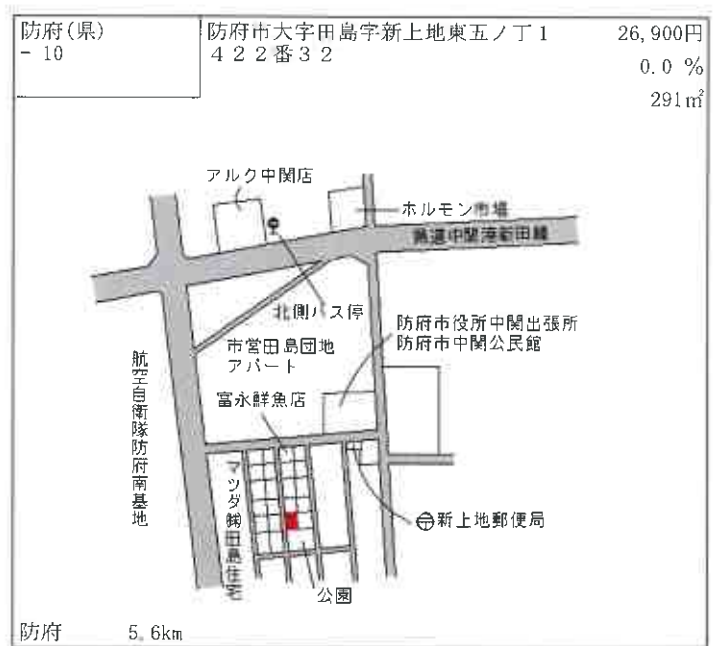 防府(県)
- 10
防府市大字田島字新上地東五ノ丁1
422番32
26,900円
0.0 %
291㎡
アルク中関店
ホルモン市場
県道中関港新田線
北側バス停
防府市役所中関出張所
防府市中関公民館
市営田島団地
アパート
富永鮮魚店
航空自衛隊防府南基地
マツダ㈱田島住宅
新上地郵便局
公園
防府 5.6km